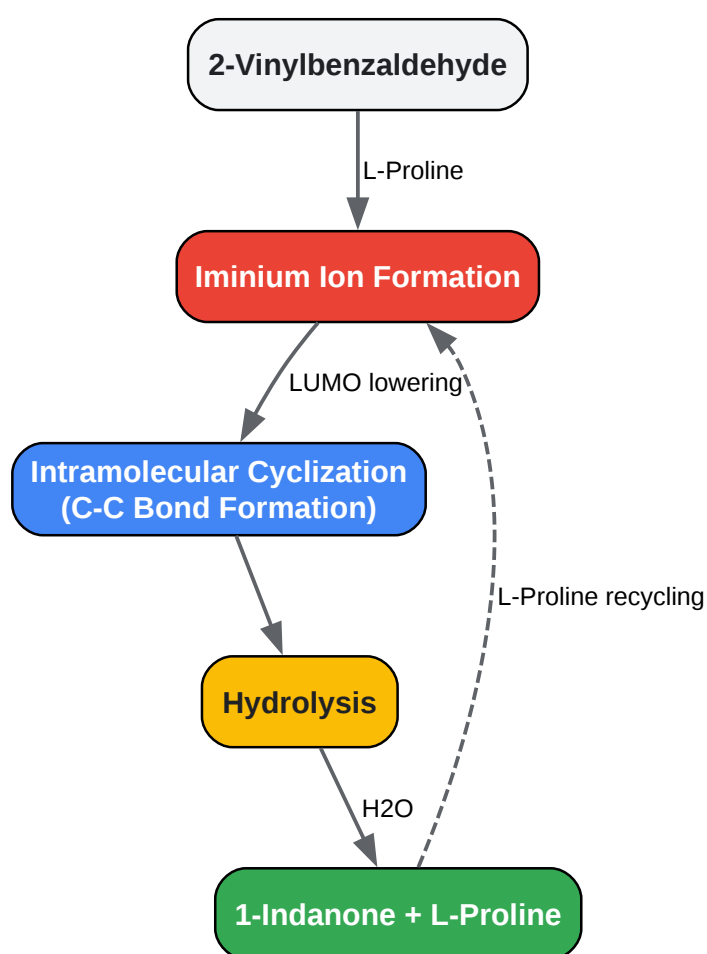 2-Vinylbenzaldehyde
L-Proline
Iminium Ion Formation
LUMO lowering
Intramolecular Cyclization
(C-C Bond Formation)
L-Proline recycling
Hydrolysis
H2O
1-Indanone + L-Proline